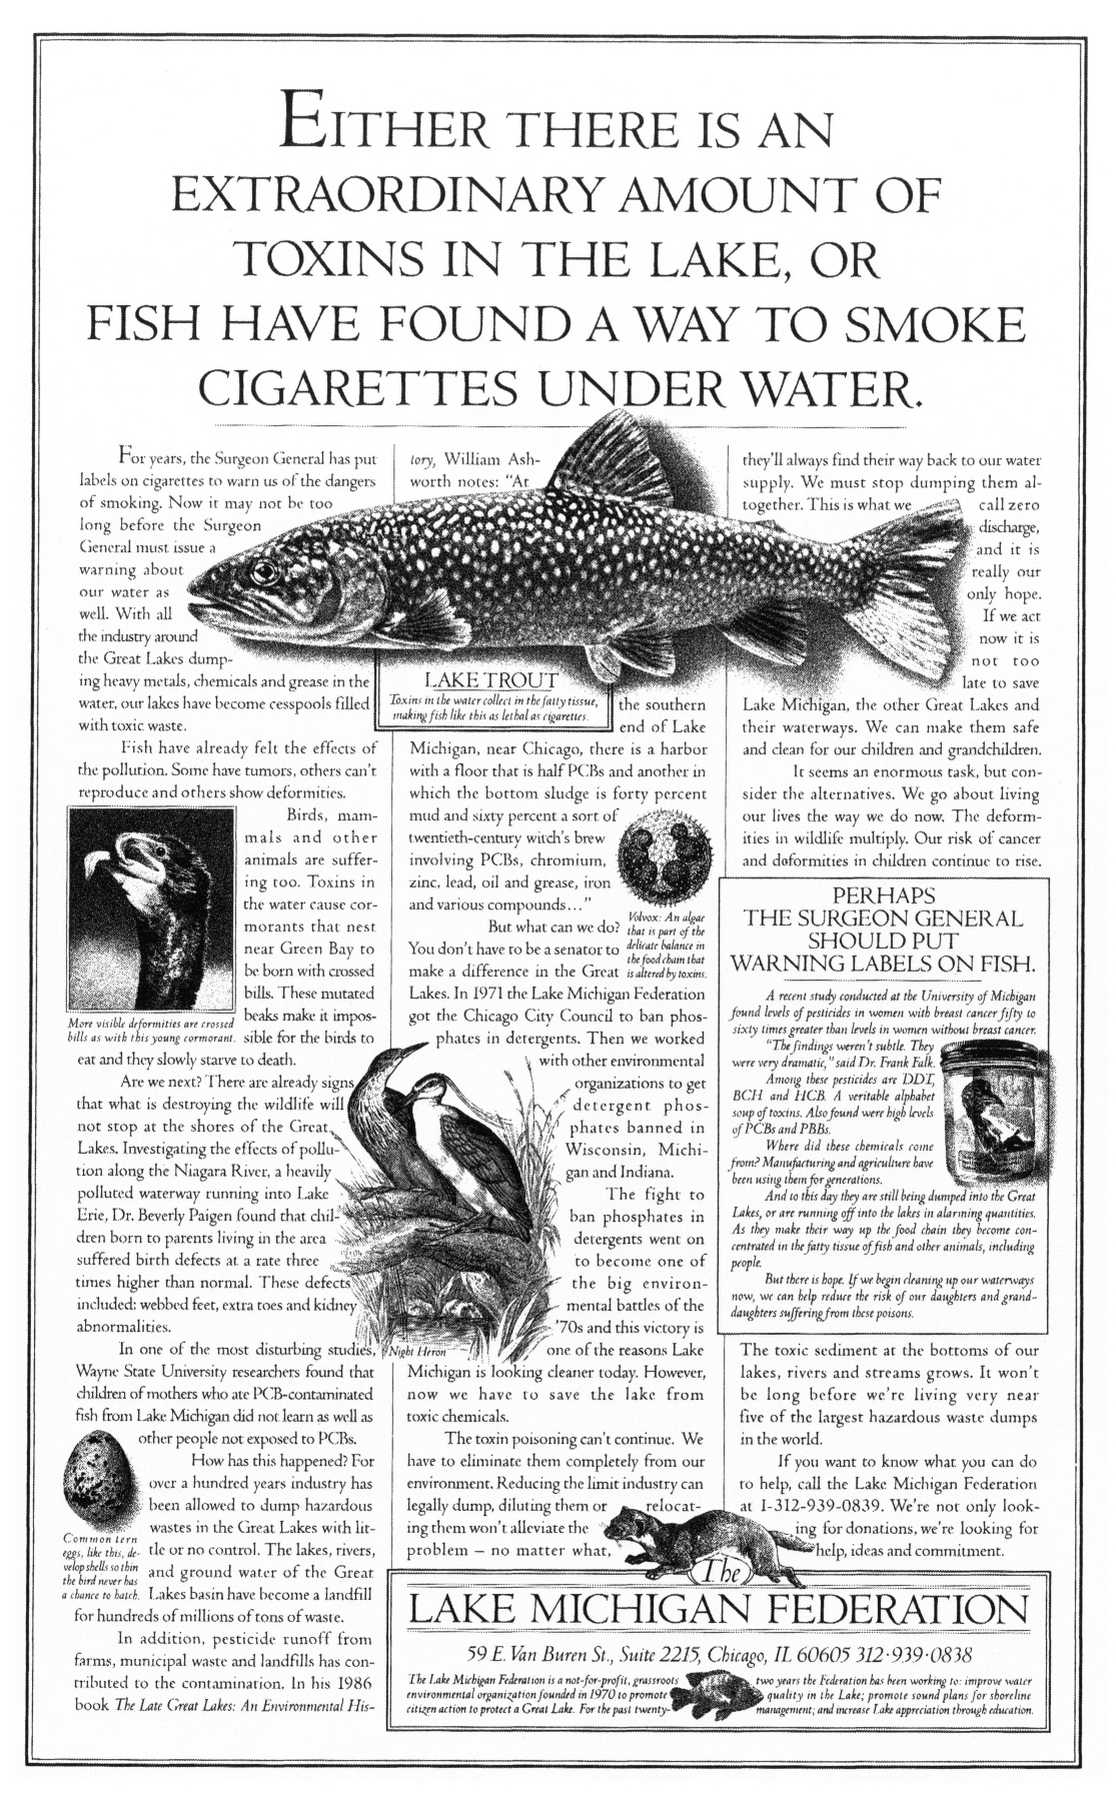 EITHER THERE IS AN
EXTRAORDINARY AMOUNT OF
TOXINS IN THE LAKE, OR
FISH HAVE FOUND A WAY TO SMOKE
CIGARETTES UNDER WATER.
For years, the Surgeon General has put
labels on cigarettes to warn us of the dangers
of smoking. Now it may not be too
long before the Surgeon
General must issue a
warning about
our water as
well. With all
the industry around
the Great Lakes dump-
ing heavy metals, chemicals and grease in the
water, our lakes have become cesspools filled
with toxic waste.
Fish have already felt the effects of
the pollution. Some have tumors, others can't
reproduce and others show deformities.
Birds, mam-
mals and other
animals are suffer-
ing too. Toxins in
the water cause cor-
morants that nest
near Green Bay to
be born with crossed
bills. These mutated
beaks make it impos-
sible for the birds to
eat and they slowly starve to death.
More visible deformities are crossed
bills as with this young cormorant.
Are we next? There are already signs
that what is destroying the wildlife will
not stop at the shores of the Great
Lakes. Investigating the effects of pollu-
tion along the Niagara River, a heavily
polluted waterway running into Lake
Erie, Dr. Beverly Paigen found that chil-
dren born to parents living in the area
suffered birth defects at a rate three
times higher than normal. These defects
included: webbed feet, extra toes and kidney
abnormalities.
In one of the most disturbing studies,
Wayne State University researchers found that
children of mothers who ate PCB-contaminated
fish from Lake Michigan did not learn as well as
other people not exposed to PCBs.
How has this happened? For
over a hundred years industry has
been allowed to dump hazardous
wastes in the Great Lakes with lit-
tle or no control. The lakes, rivers,
and ground water of the Great
Lakes basin have become a landfill
for hundreds of millions of tons of waste.
Common tern
eggs, like this, de-
velop shells so thin
the bird never has
a chance to hatch.
In addition, pesticide runoff from
farms, municipal waste and landfills has con-
tributed to the contamination. In his 1986
book The Late Great Lakes: An Environmental His-
tory, William Ash-
worth notes: "At
LAKE TROUT
Toxins in the water collect in the fatty tissue,
making fish like this as lethal as cigarettes.
the southern
end of Lake
Michigan, near Chicago, there is a harbor
with a floor that is half PCBs and another in
which the bottom sludge is forty percent
mud and sixty percent a sort of
twentieth-century witch's brew
involving PCBs, chromium,
zinc, lead, oil and grease, iron
and various compounds..."
Volvox: An algae
that is part of the
delicate balance in
the food chain that
is altered by toxins.
But what can we do?
You don't have to be a senator to
make a difference in the Great
Lakes. In 1971 the Lake Michigan Federation
got the Chicago City Council to ban phos-
phates in detergents. Then we worked
with other environmental
organizations to get
detergent phos-
phates banned in
Wisconsin, Michi-
gan and Indiana.
The fight to
ban phosphates in
detergents went on
to become one of
the big environ-
mental battles of the
'70s and this victory is
one of the reasons Lake
Night Heron
Michigan is looking cleaner today. However,
now we have to save the lake from
toxic chemicals.
The toxin poisoning can't continue. We
have to eliminate them completely from our
environment. Reducing the limit industry can
legally dump, diluting them or relocat-
ing them won't alleviate the
problem – no matter what,
they'll always find their way back to our water
supply. We must stop dumping them al-
together. This is what we call zero
discharge,
and it is
really our
only hope.
If we act
now it is
not too
late to save
Lake Michigan, the other Great Lakes and
their waterways. We can make them safe
and clean for our children and grandchildren.
It seems an enormous task, but con-
sider the alternatives. We go about living
our lives the way we do now. The deform-
ities in wildlife multiply. Our risk of cancer
and deformities in children continue to rise.
PERHAPS
THE SURGEON GENERAL
SHOULD PUT
WARNING LABELS ON FISH.
A recent study conducted at the University of Michigan
found levels of pesticides in women with breast cancer fifty to
sixty times greater than levels in women without breast cancer.
"The findings weren't subtle. They
were very dramatic," said Dr. Frank Falk.
Among these pesticides are DDT,
BCH and HCB. A veritable alphabet
soup of toxins. Also found were high levels
of PCBs and PBBs.
Where did these chemicals come
from? Manufacturing and agriculture have
been using them for generations.
And to this day they are still being dumped into the Great
Lakes, or are running off into the lakes in alarming quantities.
As they make their way up the food chain they become con-
centrated in the fatty tissue of fish and other animals, including
people.
But there is hope. If we begin cleaning up our waterways
now, we can help reduce the risk of our daughters and grand-
daughters suffering from these poisons.
The toxic sediment at the bottoms of our
lakes, rivers and streams grows. It won't
be long before we're living very near
five of the largest hazardous waste dumps
in the world.
If you want to know what you can do
to help, call the Lake Michigan Federation
at 1-312-939-0839. We're not only look-
ing for donations, we're looking for
help, ideas and commitment.
The
LAKE MICHIGAN FEDERATION
59 E. Van Buren St., Suite 2215, Chicago, IL 60605 312·939·0838
The Lake Michigan Federation is a not-for-profit, grassroots
environmental organization founded in 1970 to promote
citizen action to protect a Great Lake. For the past twenty-
two years the Federation has been working to: improve water
quality in the Lake; promote sound plans for shoreline
management; and increase Lake appreciation through education.